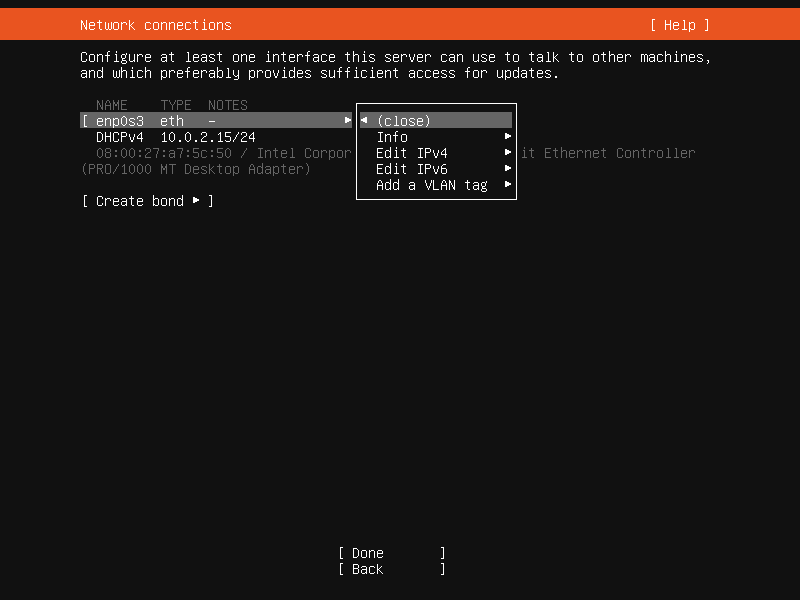 Network connections [ Help ]
Configure at least one interface this server can use to talk to other machines,
and which preferably provides sufficient access for updates.
NAME TYPE NOTES
[ enp0s3 eth – ▸
◂ (close)
DHCPv4 10.0.2.15/24
Info ▸
08:00:27:a7:5c:50 / Intel Corpor
Edit IPv4 ▸
it Ethernet Controller
(PRO/1000 MT Desktop Adapter)
Edit IPv6 ▸
Add a VLAN tag ▸
[ Create bond ▸ ]
[ Done ]
[ Back ]